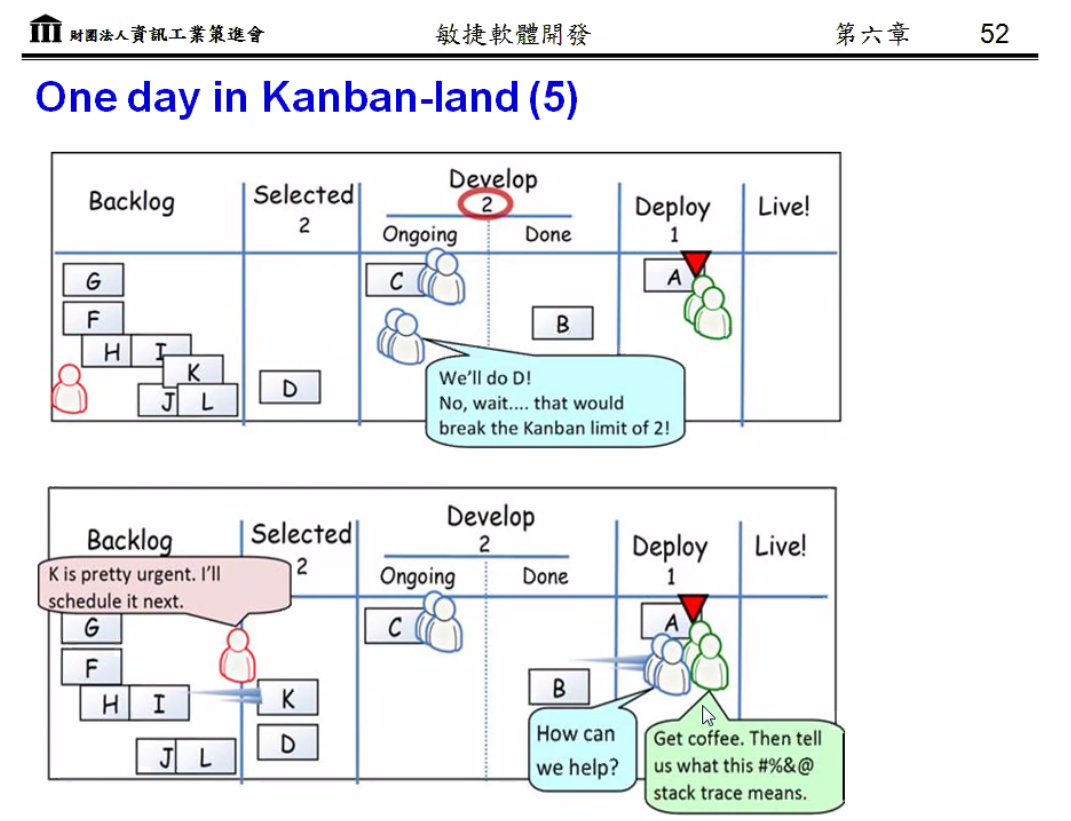 財團法人資訊工業策進會 敏捷軟體開發 第六章 52
One day in Kanban-land (5)
Backlog
Selected
2
Develop
2
Ongoing
Done
Deploy
1
Live!
G
F
H I
K
J L
D
C
B
A
We'll do D!
No, wait.... that would
break the Kanban limit of 2!
Backlog
Selected
2
Develop
2
Ongoing
Done
Deploy
1
Live!
K is pretty urgent. I'll
schedule it next.
G
F
H I
J L
K
D
C
B
A
How can
we help?
Get coffee. Then tell
us what this #%&@
stack trace means.